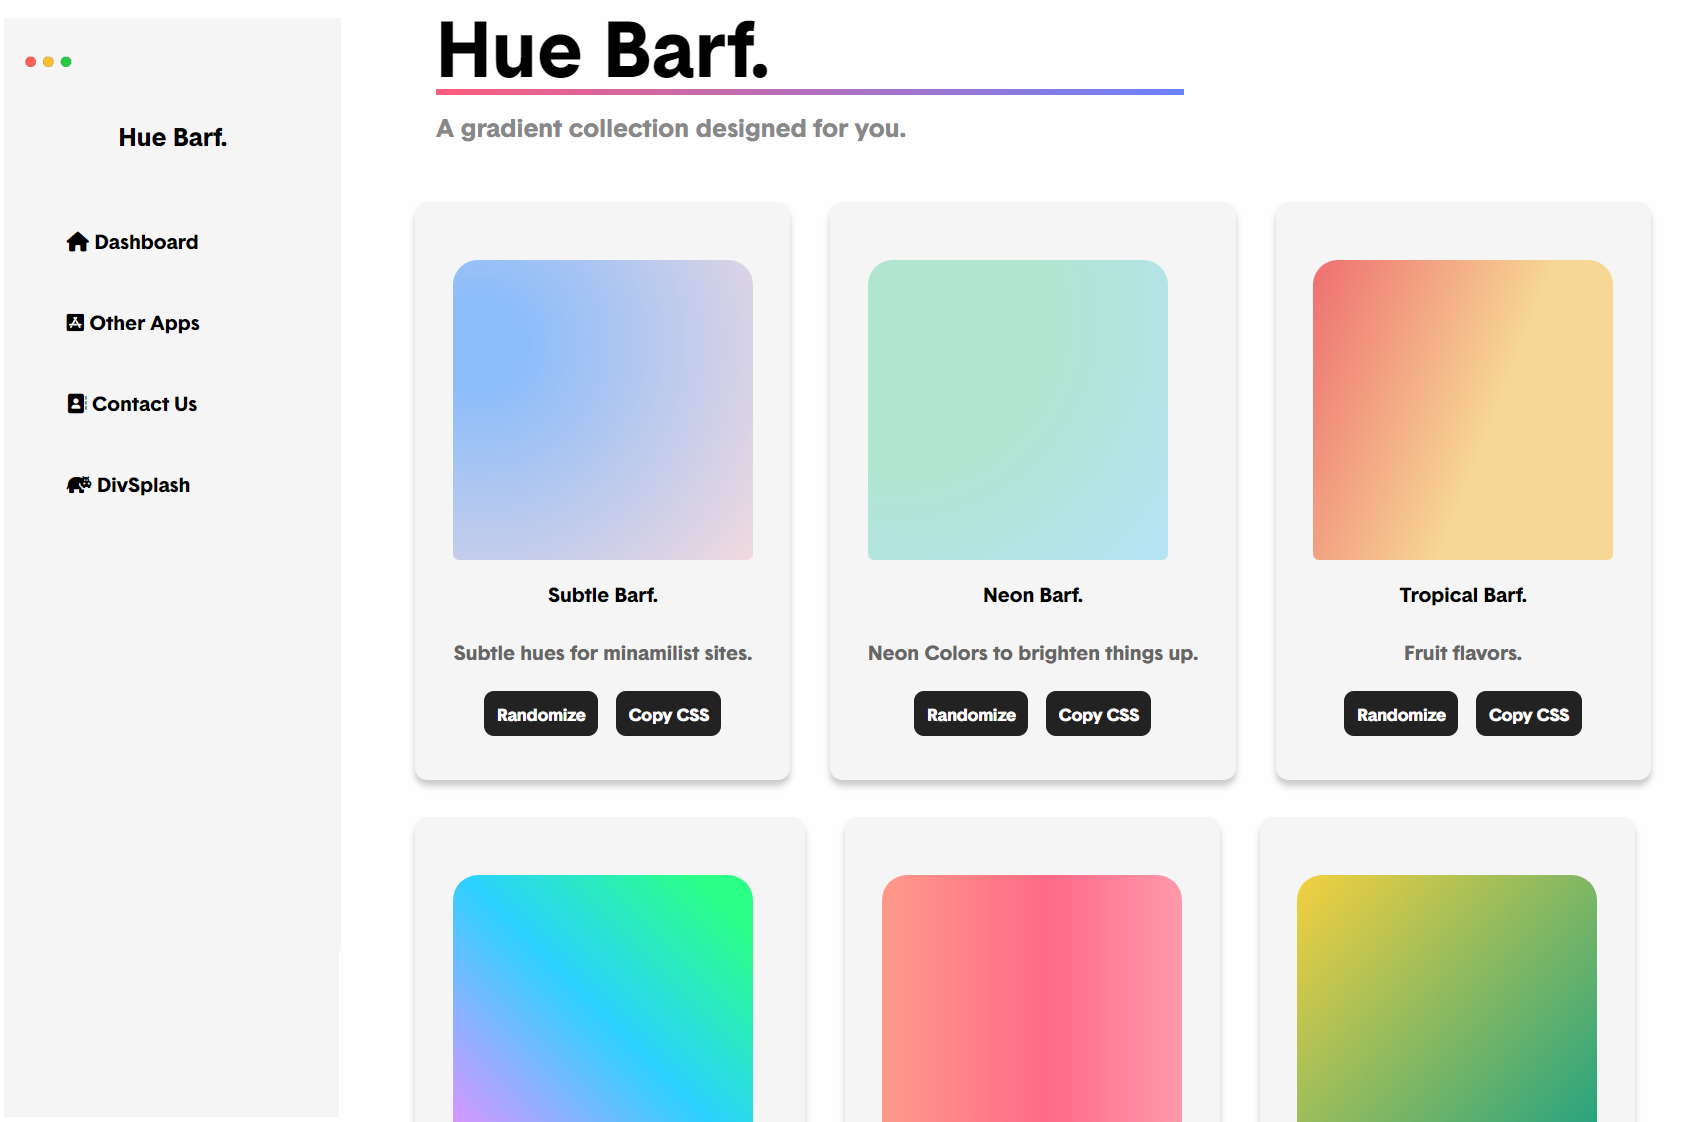 Hue Barf.
Dashboard
Other Apps
Contact Us
DivSplash
Hue Barf.
A gradient collection designed for you.
Subtle Barf.
Subtle hues for minamilist sites.
Randomize Copy CSS
Neon Barf.
Neon Colors to brighten things up.
Randomize Copy CSS
Tropical Barf.
Fruit flavors.
Randomize Copy CSS